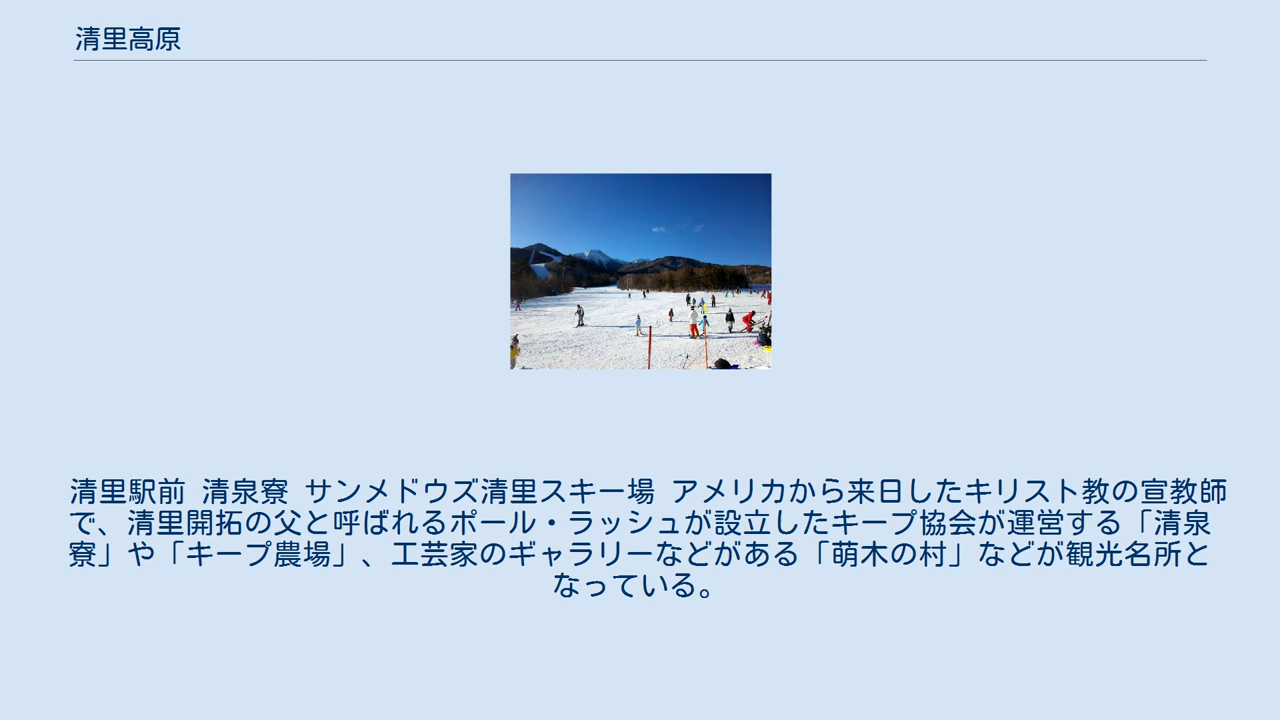 清里高原
清里駅前 清泉寮 サンメドウズ清里スキー場 アメリカから来日したキリスト教の宣教師
で、清里開拓の父と呼ばれるポール・ラッシュが設立したキープ協会が運営する「清泉
寮」や「キープ農場」、工芸家のギャラリーなどがある「萌木の村」などが観光名所と
なっている。